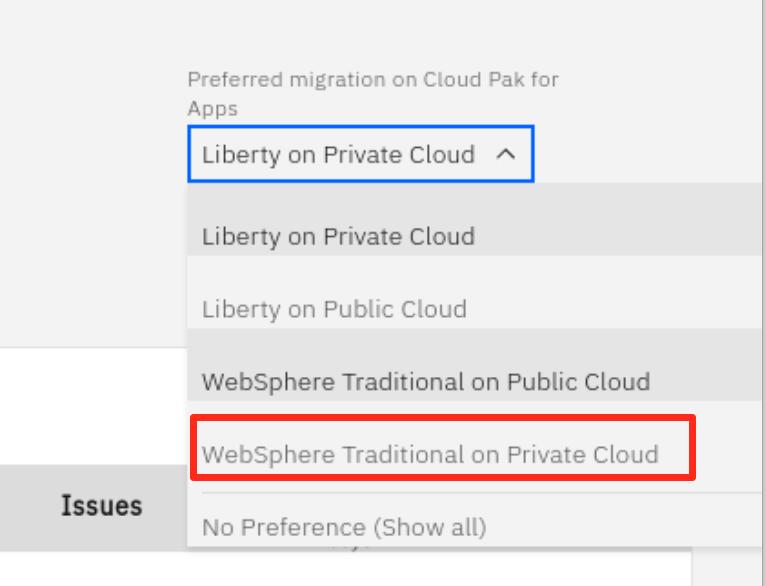 Preferred migration on Cloud Pak for
Apps
Liberty on Private Cloud
Liberty on Private Cloud
Liberty on Public Cloud
WebSphere Traditional on Public Cloud
WebSphere Traditional on Private Cloud
Issues
No Preference (Show all)